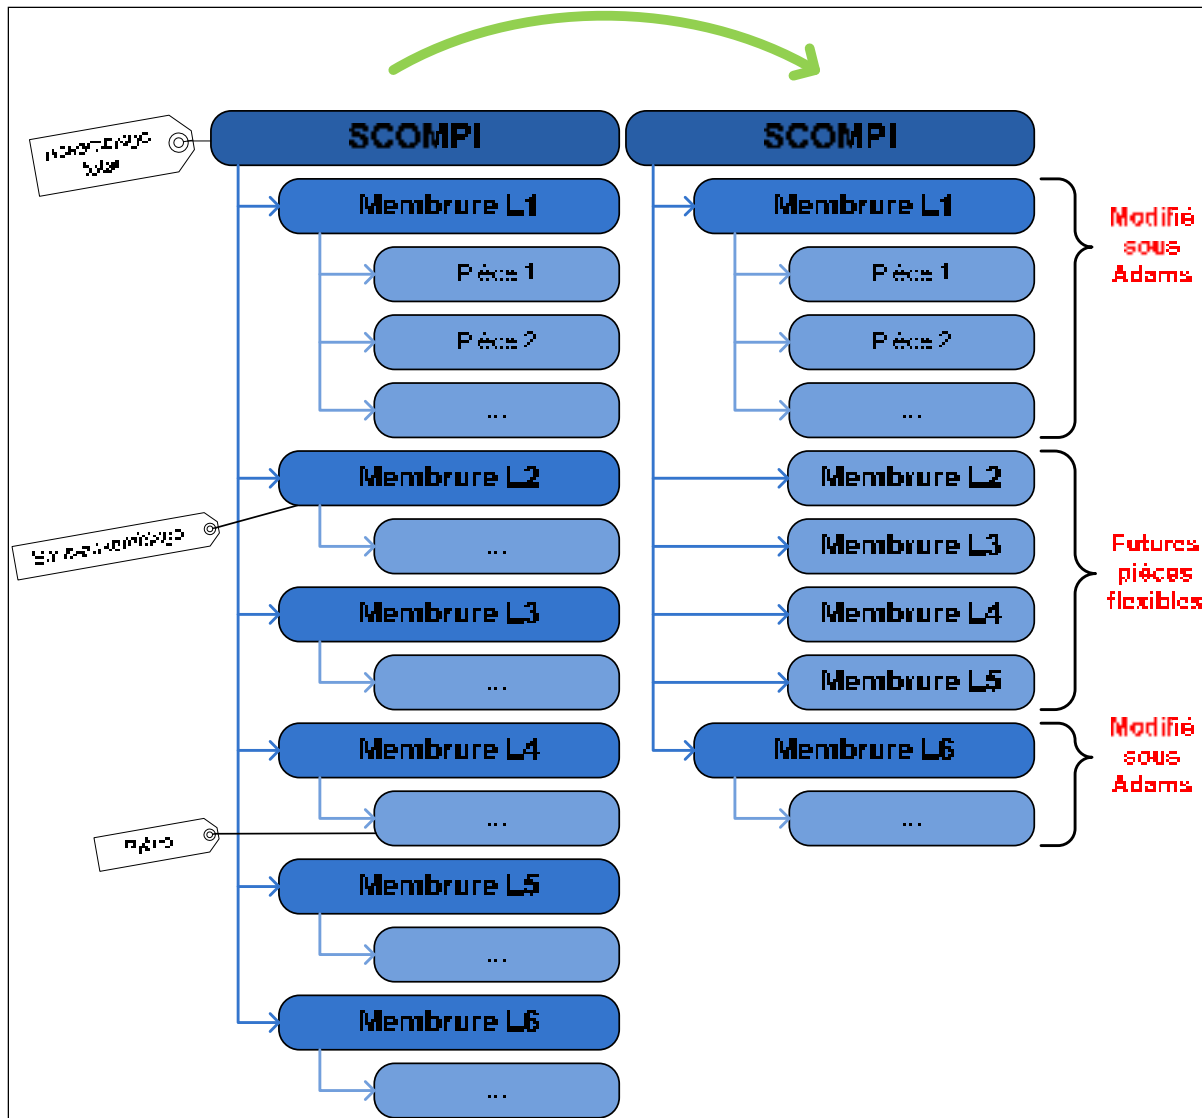 SCOMPI
Membrure L1
Pièce 1
Pièce 2
...
Membrure L2
...
Membrure L3
...
Membrure L4
...
Membrure L5
...
Membrure L6
...
SCOMPI
Membrure L1
Pièce 1
Pièce 2
...
Membrure L2
Membrure L3
Membrure L4
Membrure L5
Membrure L6
...
Modifié
sous
Adams
Futures
pièces
flexibles
Modifié
sous
Adams